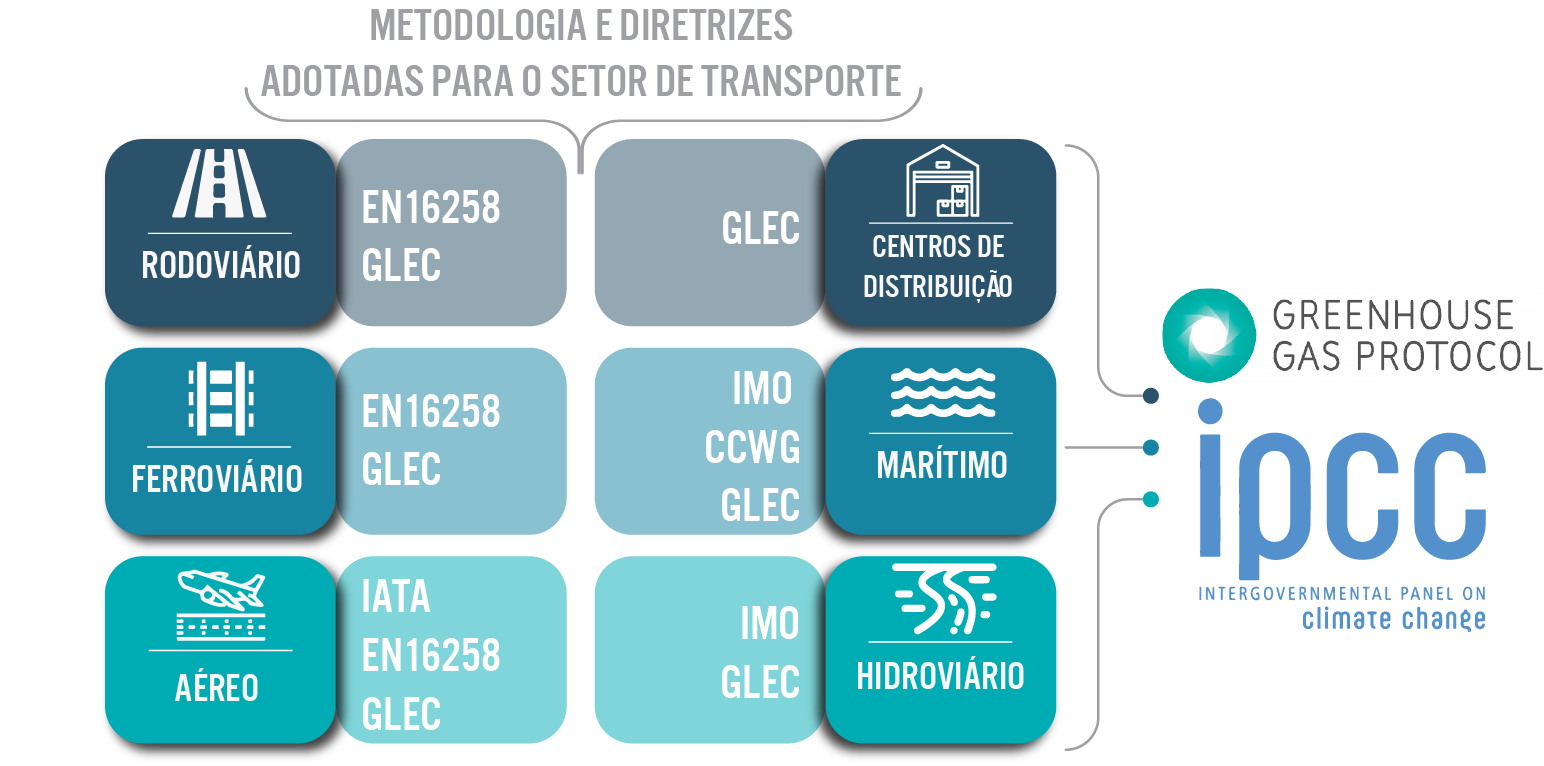 METODOLOGIA E DIRETRIZES
ADOTADAS PARA O SETOR DE TRANSPORTE
RODOVIÁRIO
EN16258
GLEC
GLEC
CENTROS DE
DISTRIBUIÇÃO
FERROVIÁRIO
EN16258
GLEC
IMO
CCWG
GLEC
MARÍTIMO
AÉREO
IATA
EN16258
GLEC
IMO
GLEC
HIDROVIÁRIO
GREENHOUSE
GAS PROTOCOL
ipcc
INTERGOVERNMENTAL PANEL ON
climate change